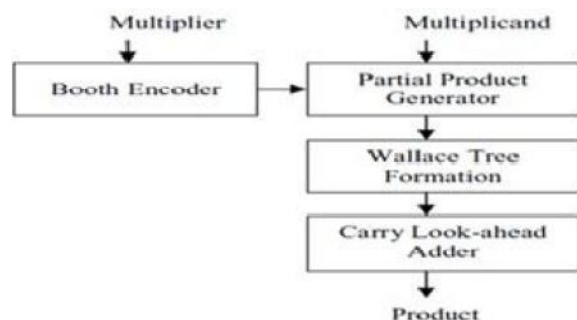 Multiplier
Multiplicand
Booth Encoder
Partial Product
Generator
Wallace Tree
Formation
Carry Look-ahead
Adder
Product